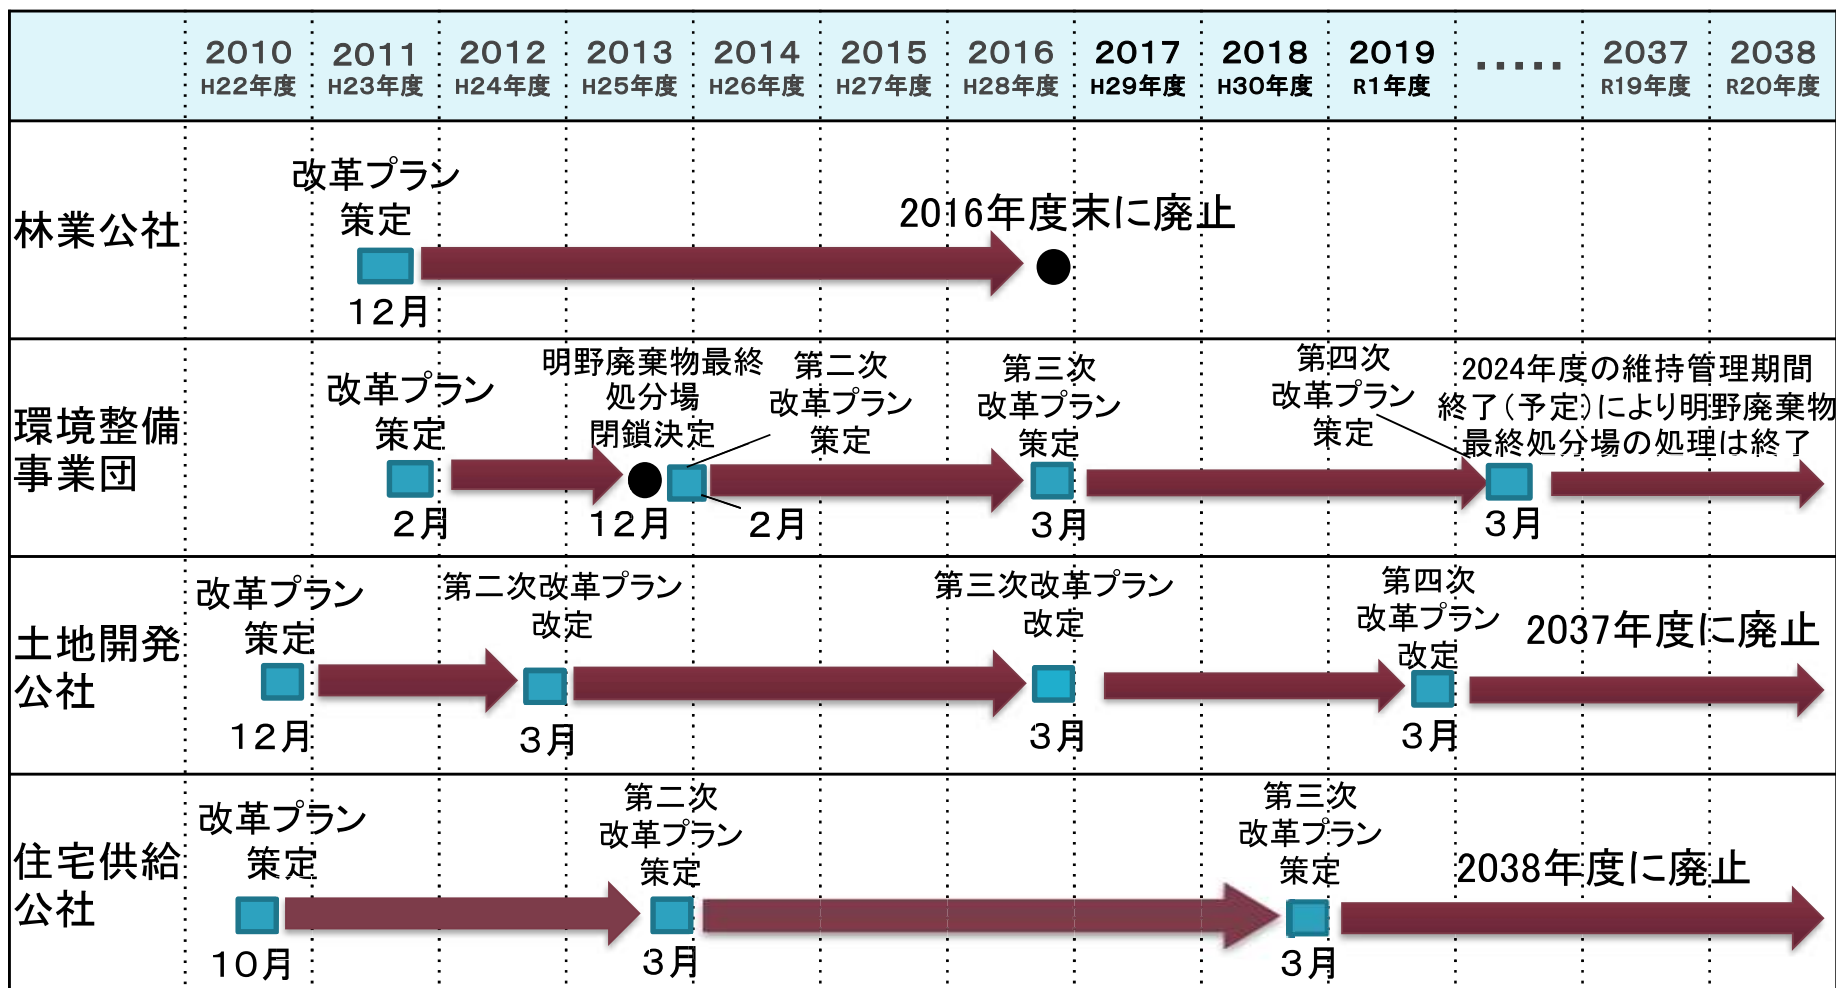 2010 2011 2012 2013 2014 2015 2016 2017 2018 2019 ・・・・・ 2037 2038
H22年度 H23年度 H24年度 H25年度 H26年度 H27年度 H28年度 H29年度 H30年度 R1年度 R19年度 R20年度
林業公社
改革プラン
策定
12月
2016年度末に廃止
環境整備
事業団
改革プラン
策定
2月
明野廃棄物最終
処分場
閉鎖決定
12月
第二次
改革プラン
策定
2月
第三次
改革プラン
策定
3月
第四次
改革プラン
策定
3月
2024年度の維持管理期間
終了(予定)により明野廃棄物
最終処分場の処理は終了
土地開発
公社
改革プラン
策定
12月
第二次改革プラン
改定
3月
第三次改革プラン
改定
3月
第四次
改革プラン
改定
3月
2037年度に廃止
住宅供給
公社
改革プラン
策定
10月
第二次
改革プラン
策定
3月
第三次
改革プラン
策定
3月
2038年度に廃止